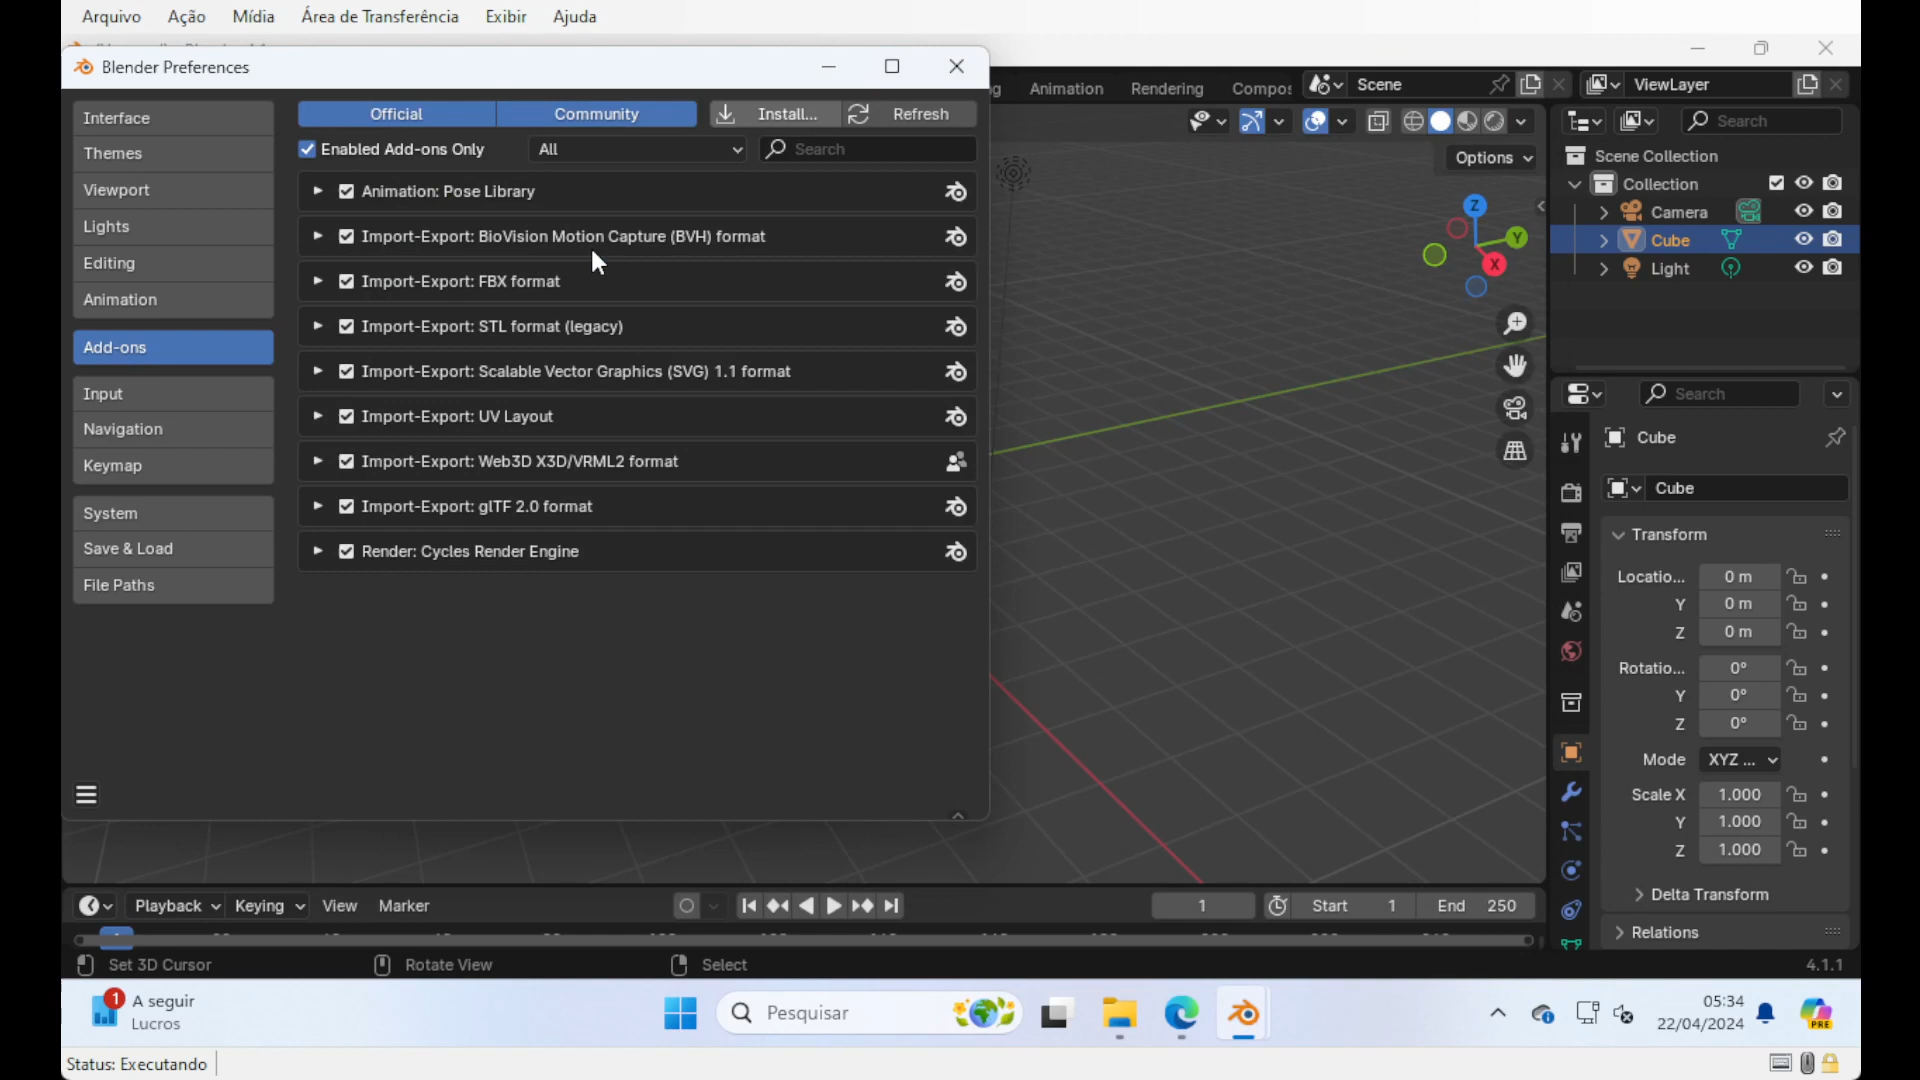 Arquivo Ação Mídia Área de Transferência Exibir Ajuda
Blender Preferences
Animation Rendering Compos Scene ViewLayer
Interface
Themes
Viewport
Lights
Editing
Animation
Add-ons
Input
Navigation
Keymap
System
Save & Load
File Paths
Official Community Install... Refresh
Enabled Add-ons Only All Search
Animation: Pose Library
Import-Export: BioVision Motion Capture (BVH) format
Import-Export: FBX format
Import-Export: STL format (legacy)
Import-Export: Scalable Vector Graphics (SVG) 1.1 format
Import-Export: UV Layout
Import-Export: Web3D X3D/VRML2 format
Import-Export: glTF 2.0 format
Render: Cycles Render Engine
Options
Z
Y
X
Search
Scene Collection
Collection
Camera
Cube
Light
Search
Cube
Cube
Transform
Locatio... 0 m
Y 0 m
Z 0 m
Rotatio... 0°
Y 0°
Z 0°
Mode XYZ ...
Scale X 1.000
Y 1.000
Z 1.000
Delta Transform
Relations
Playback Keying View Marker 1 Start 1 End 250
Set 3D Cursor Rotate View Select 4.1.1
1 A seguir
Lucros
Pesquisar
PRE
05:34
22/04/2024
Status: Executando